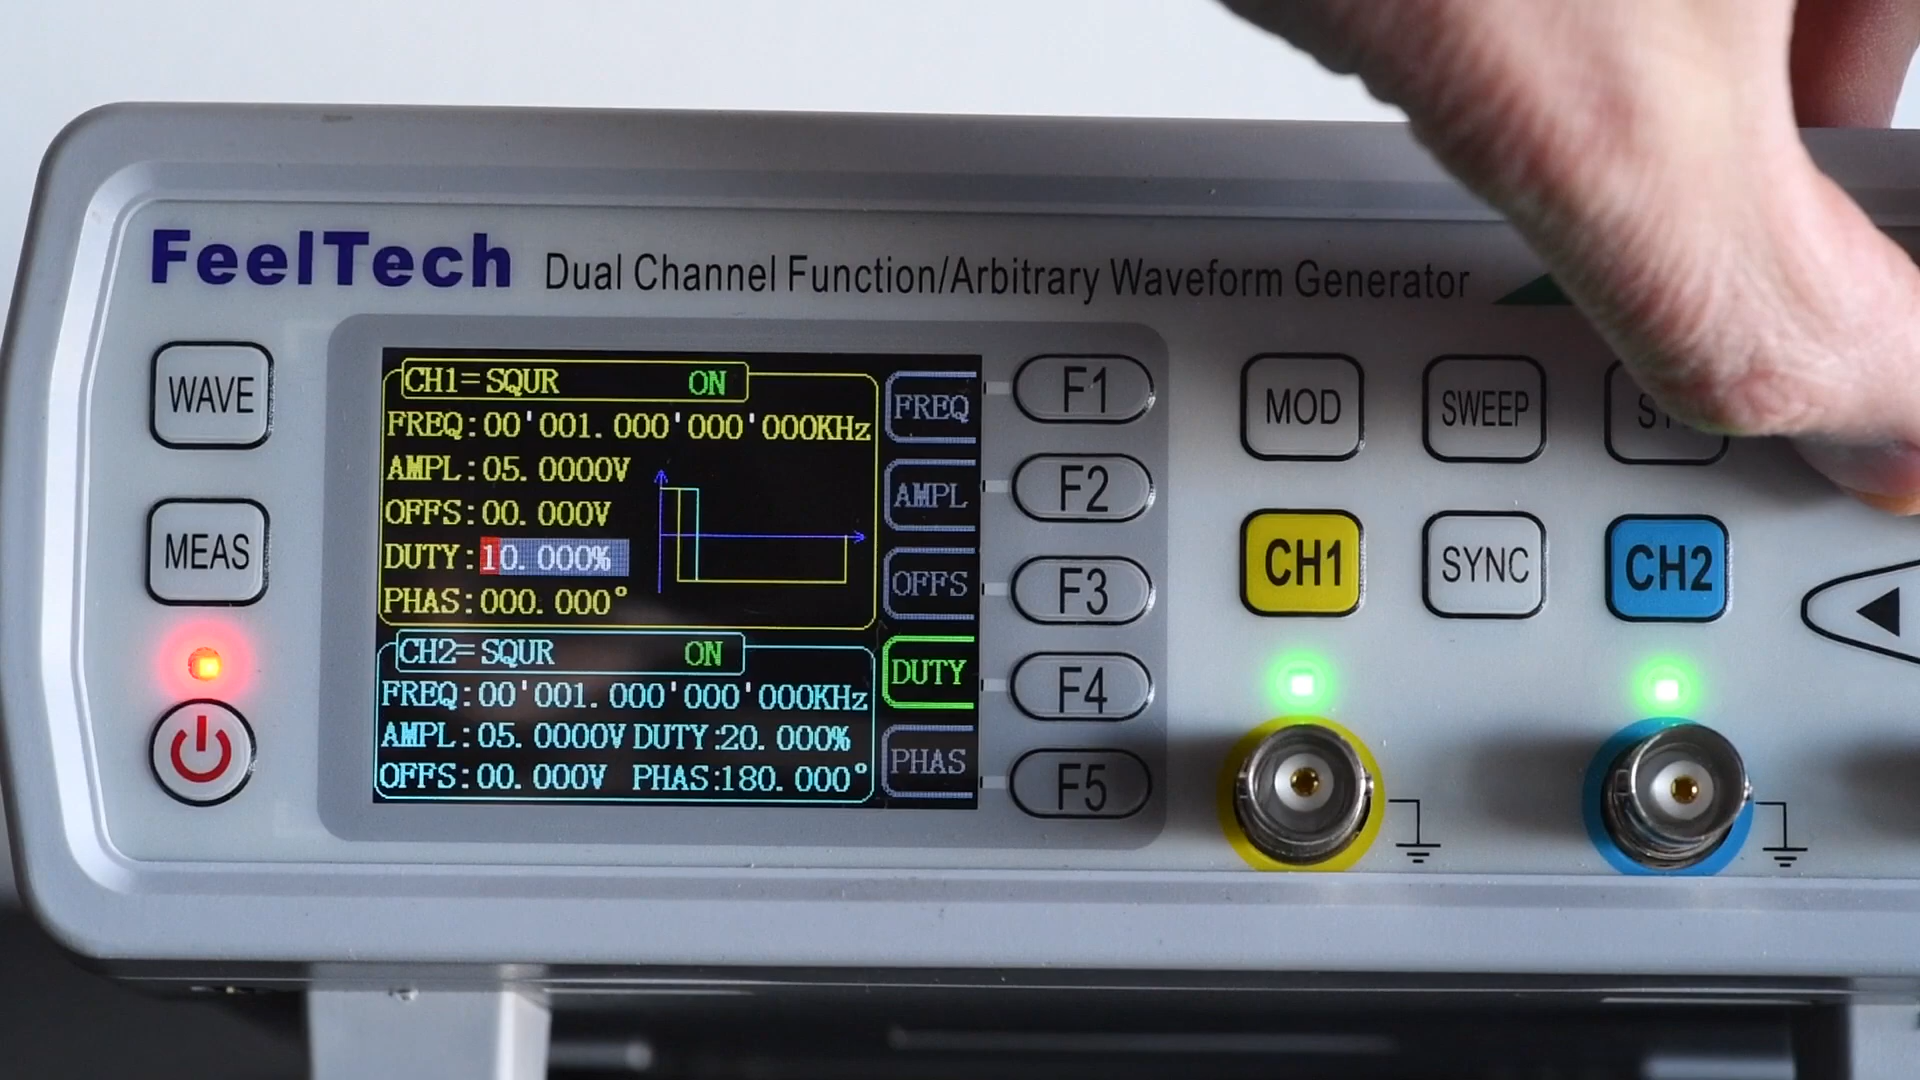 FeelTech Dual Channel Function/Arbitrary Waveform Generator
WAVE
MEAS
CH1=SQUR ON
FREQ:00'001.000'000'000KHz
AMPL:05.0000V
OFFS:00.000V
DUTY:10.000%
PHAS:000.000°
CH2=SQUR ON
FREQ:00'001.000'000'000KHz
AMPL:05.0000V DUTY:20.000%
OFFS:00.000V PHAS:180.000°
FREQ
AMPL
OFFS
DUTY
PHAS
F1
F2
F3
F4
F5
MOD SWEEP
CH1 SYNC CH2